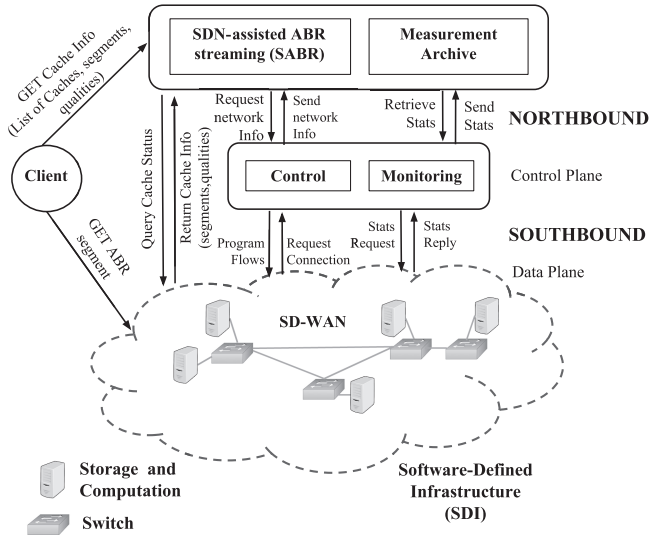 SDN-assisted ABR
streaming (SABR)
Measurement
Archive
GET Cache Info
(List of Caches, segments,
qualities)
Request
network
Info
Send
network
Info
Retrieve
Stats
Send
Stats
NORTHBOUND
Client
Query Cache Status
Return Cache Info
(segments,qualities)
Control
Monitoring
Control Plane
GET ABR
segment
Program
Flows
Request
Connection
Stats
Request
Stats
Reply
SOUTHBOUND
Data Plane
SD-WAN
Storage and
Computation
Switch
Software-Defined
Infrastructure
(SDI)